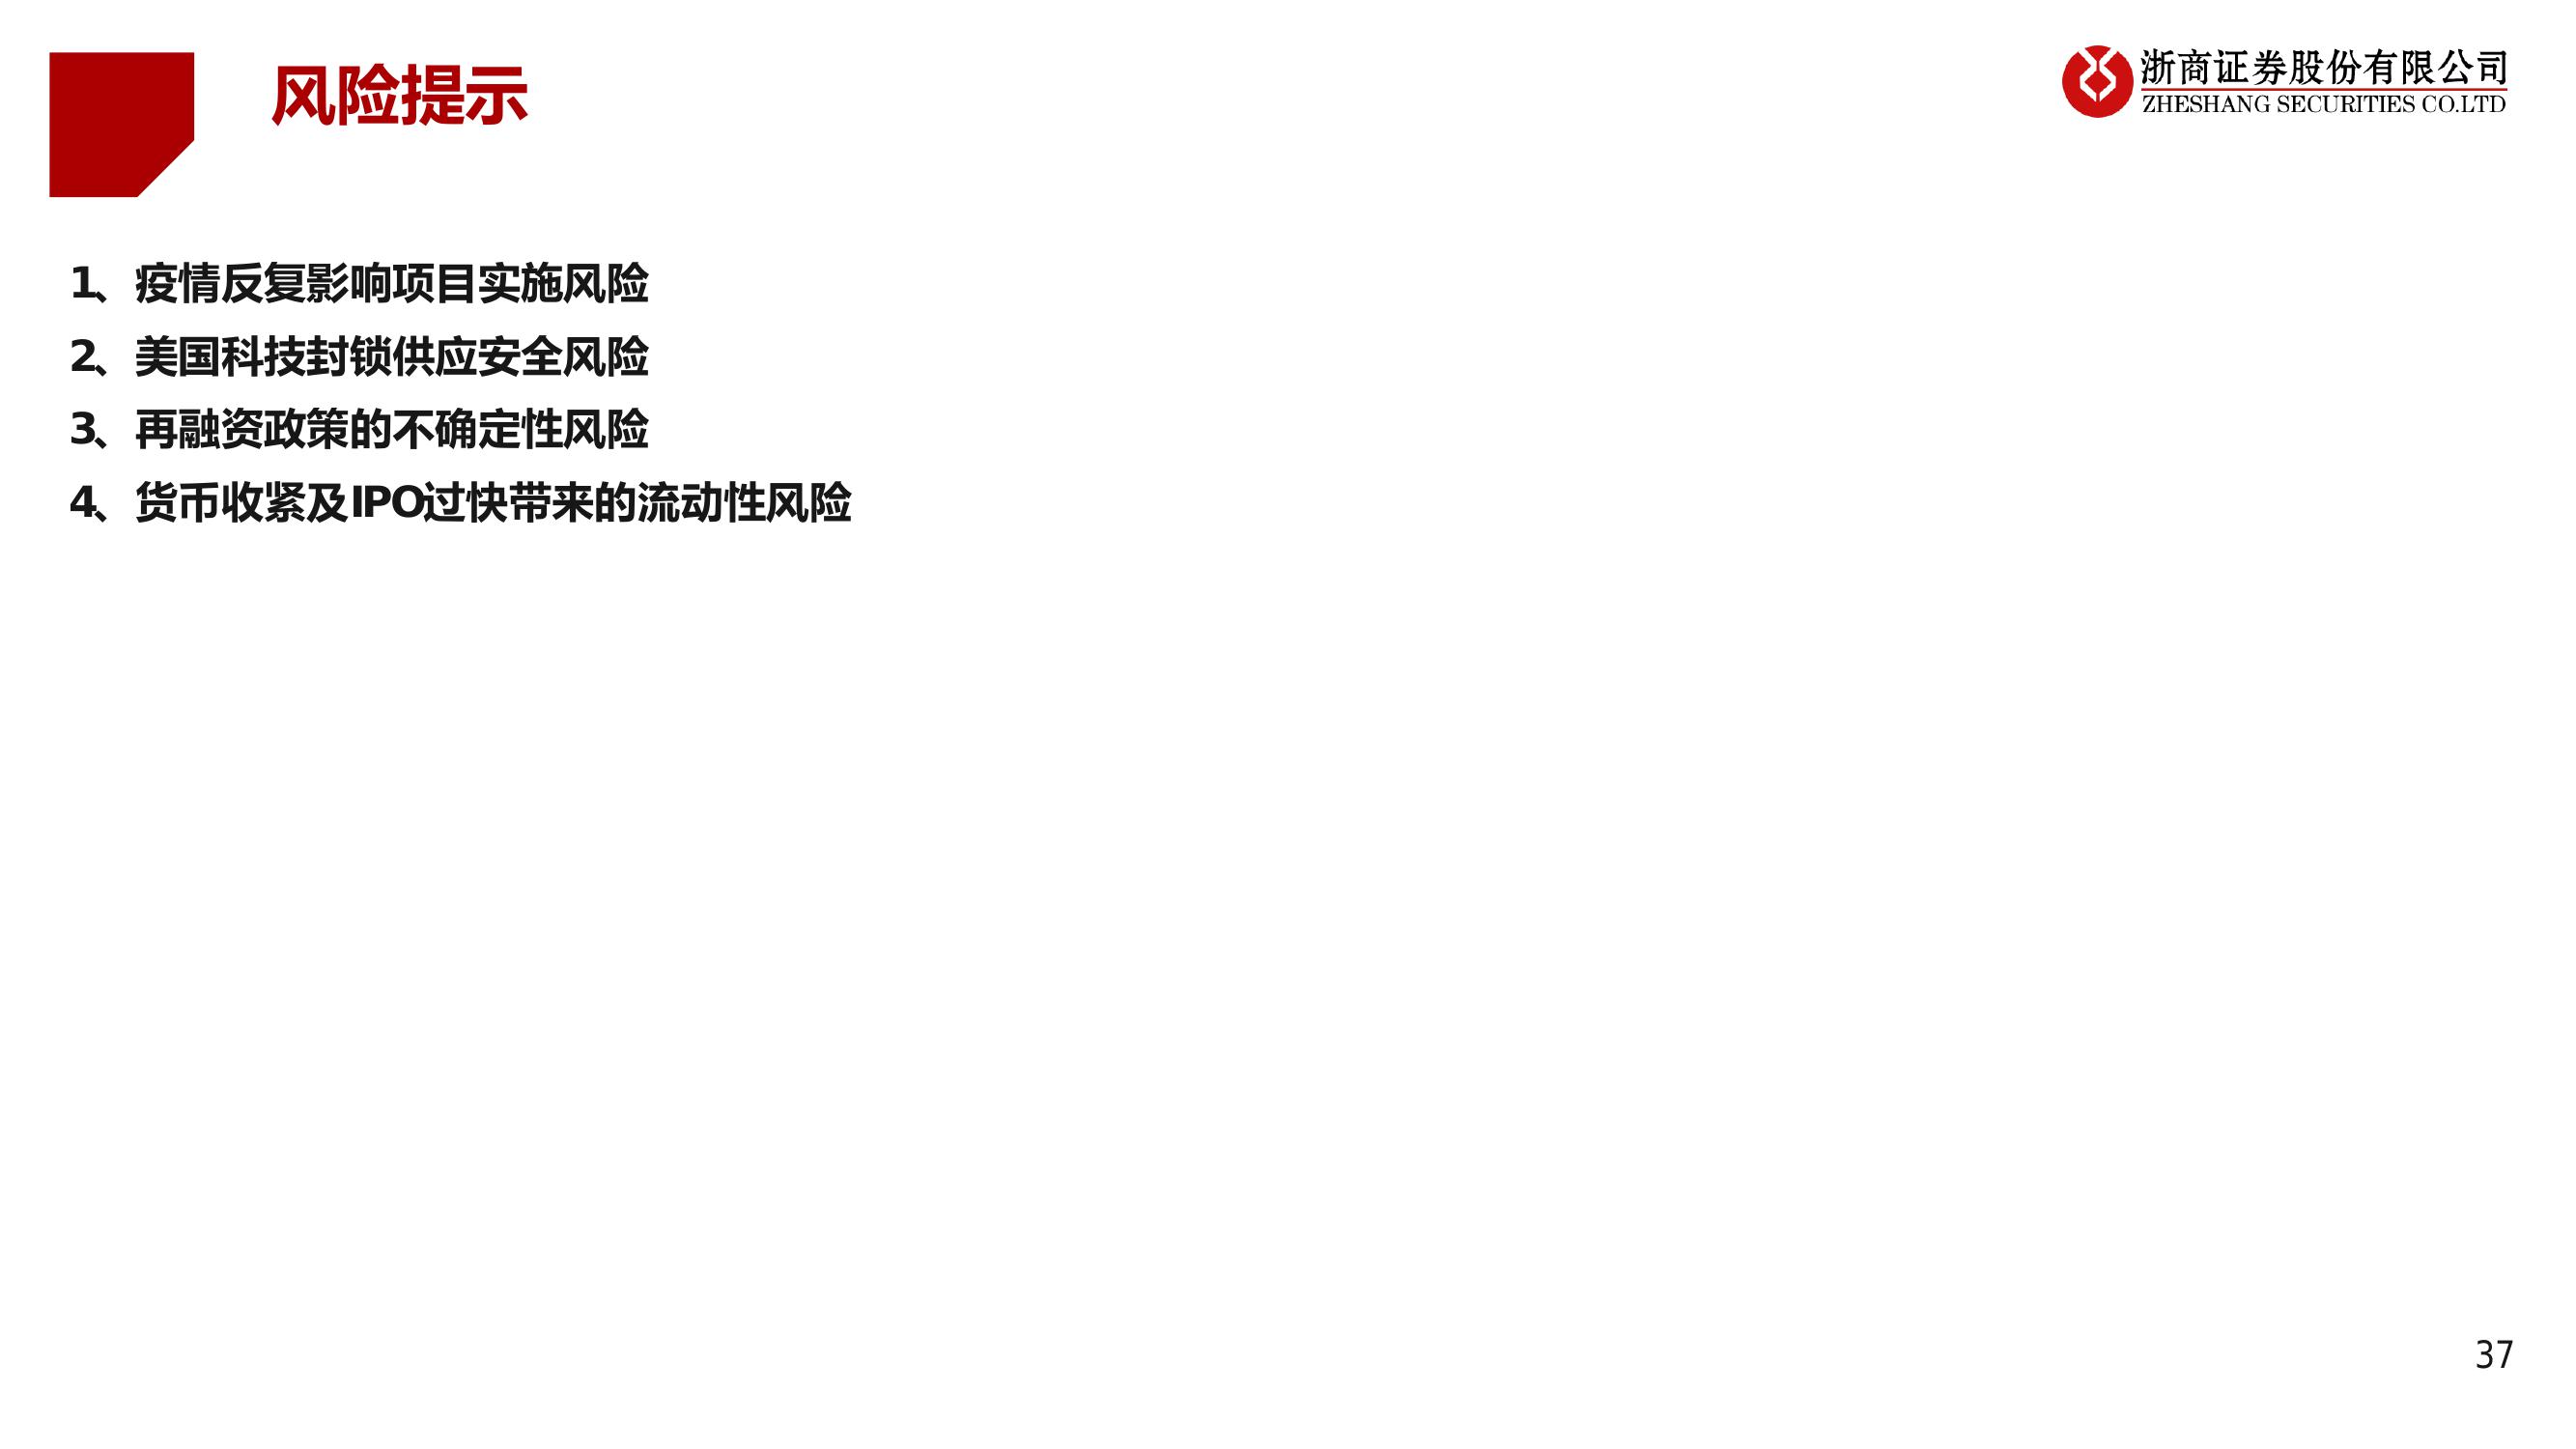 风险提示
浙商证券股份有限公司
ZHESHANG SECURITIES CO.LTD
1、疫情反复影响项目实施风险
2、美国科技封锁供应安全风险
3、再融资政策的不确定性风险
4、货币收紧及IPO过快带来的流动性风险
37